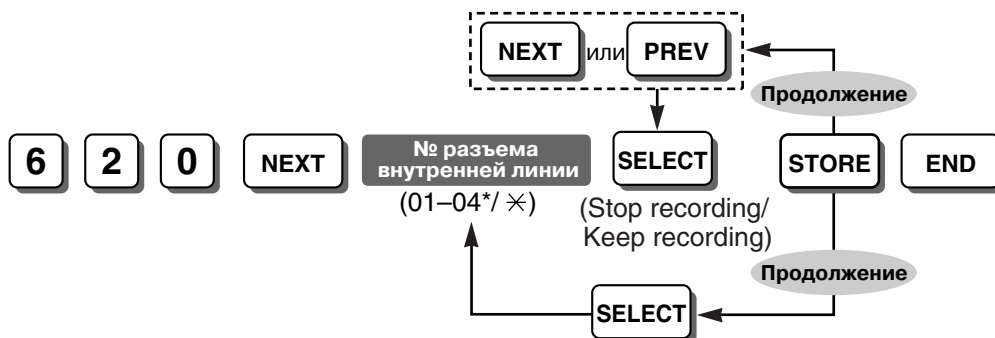 NEXT или PREV
Продолжение
6 2 0 NEXT № разъема внутренней линии SELECT STORE END
(01–04*/ ✳)
(Stop recording/
Keep recording)
Продолжение
SELECT